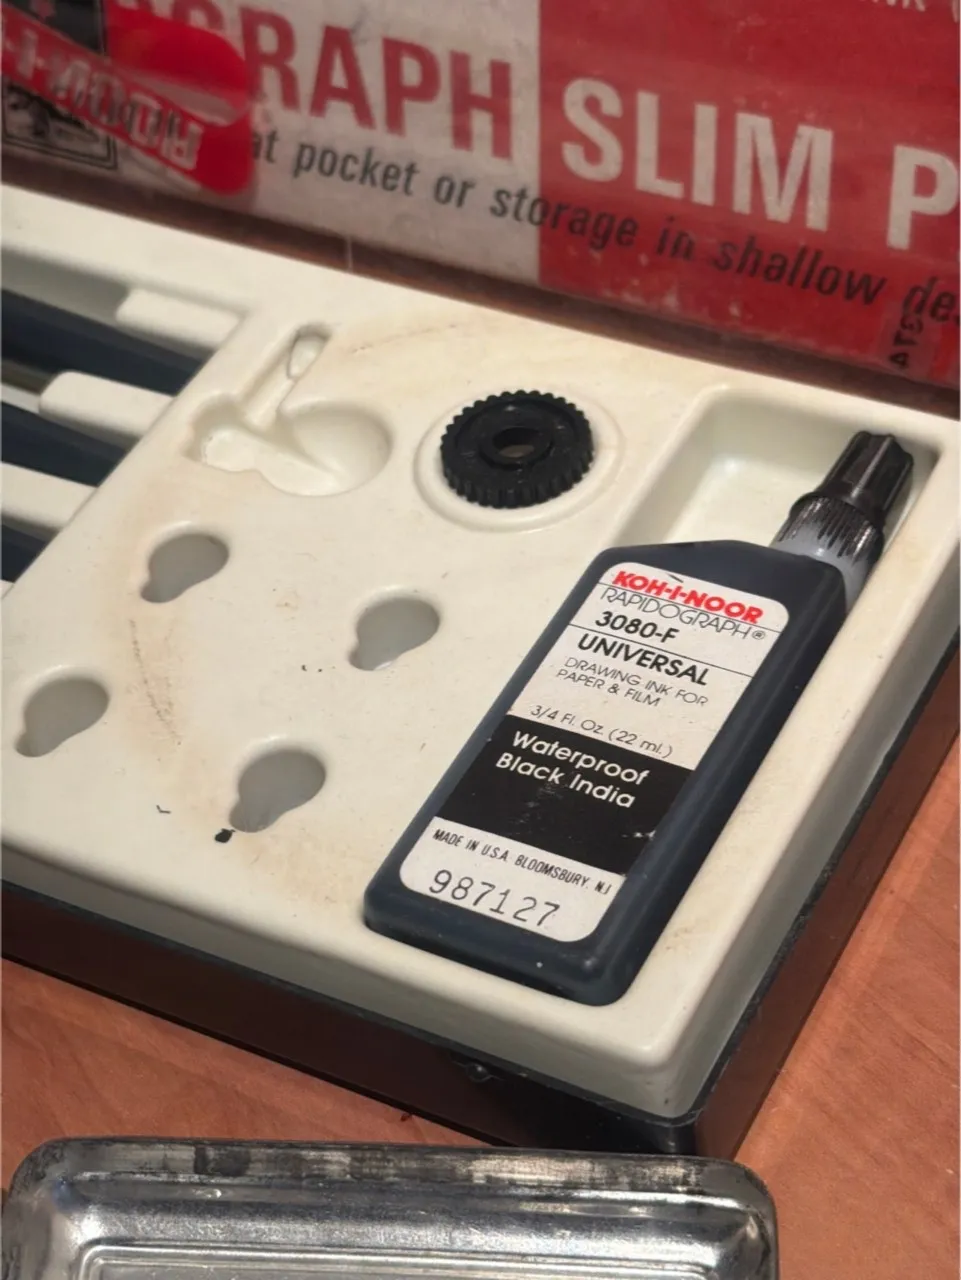 GRAPH SLIM P
at pocket or storage in shallow de
KOH-I-NOOR
RAPIDOGRAPH®
3080-F
UNIVERSAL
DRAWING INK FOR
PAPER & FILM
3/4 Fl. Oz. (22 ml.)
Waterproof
Black India
MADE IN U.S.A. BLOOMSBURY, NJ
987127